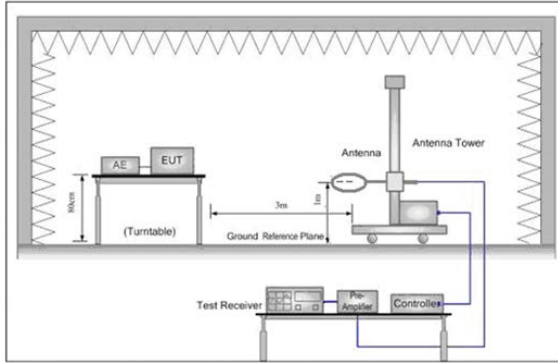 AE
EUT
80cm
(Turntable)
3m
1m
Antenna
Antenna Tower
Ground Reference Plane
Test Receiver
Pre-
Amplifier
Controller